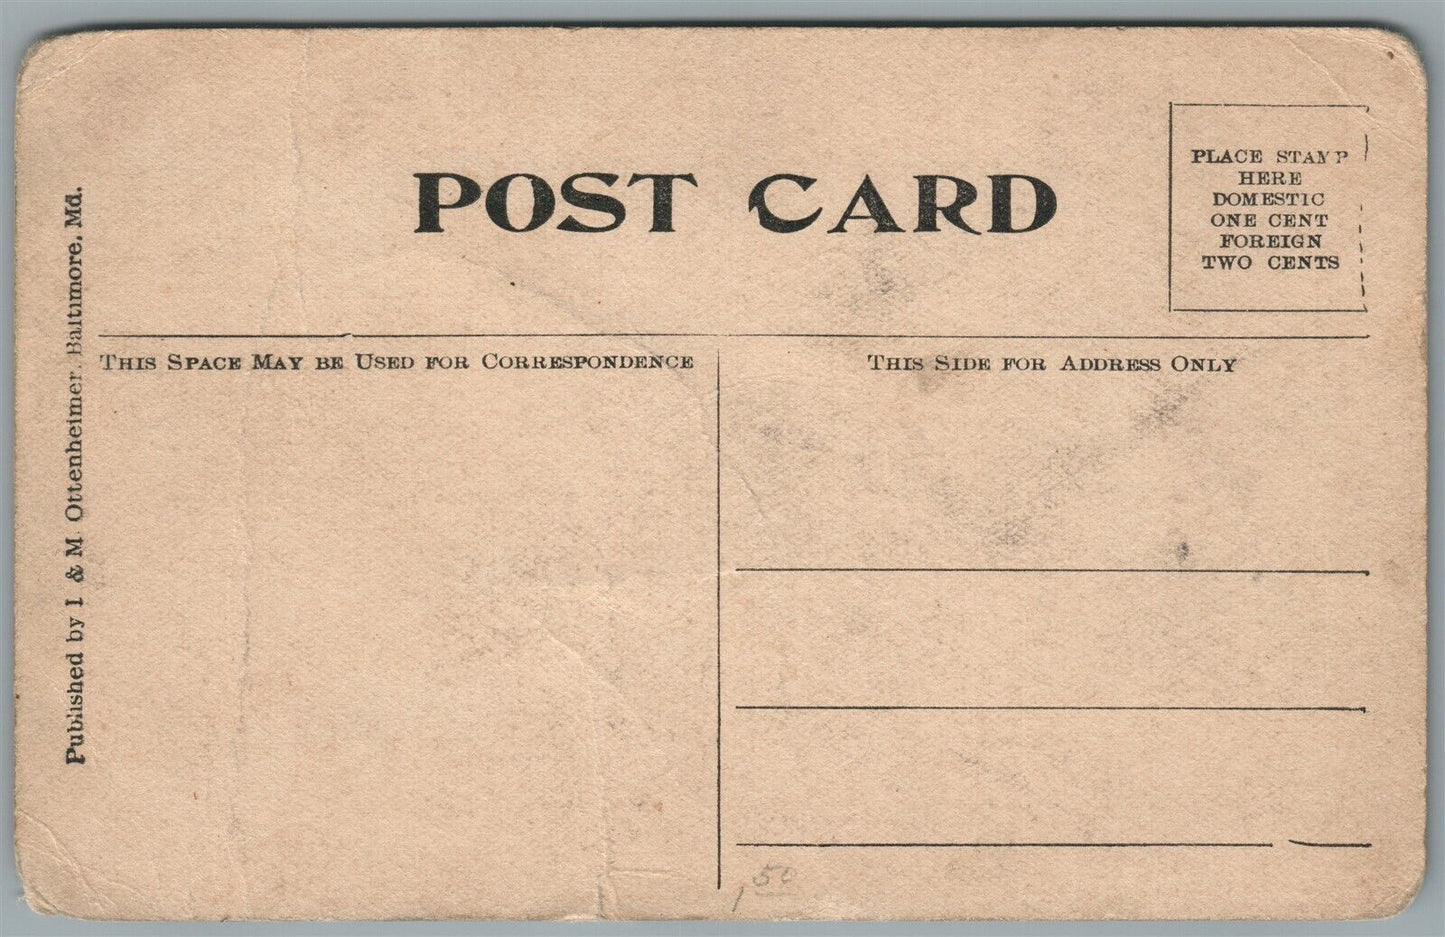 POST CARD
PLACE STAMP
HERE
DOMESTIC
ONE CENT
FOREIGN
TWO CENTS
Published by I & M. Ottenheimer, Baltimore, Md.
THIS SPACE MAY BE USED FOR CORRESPONDENCE
THIS SIDE FOR ADDRESS ONLY
.50